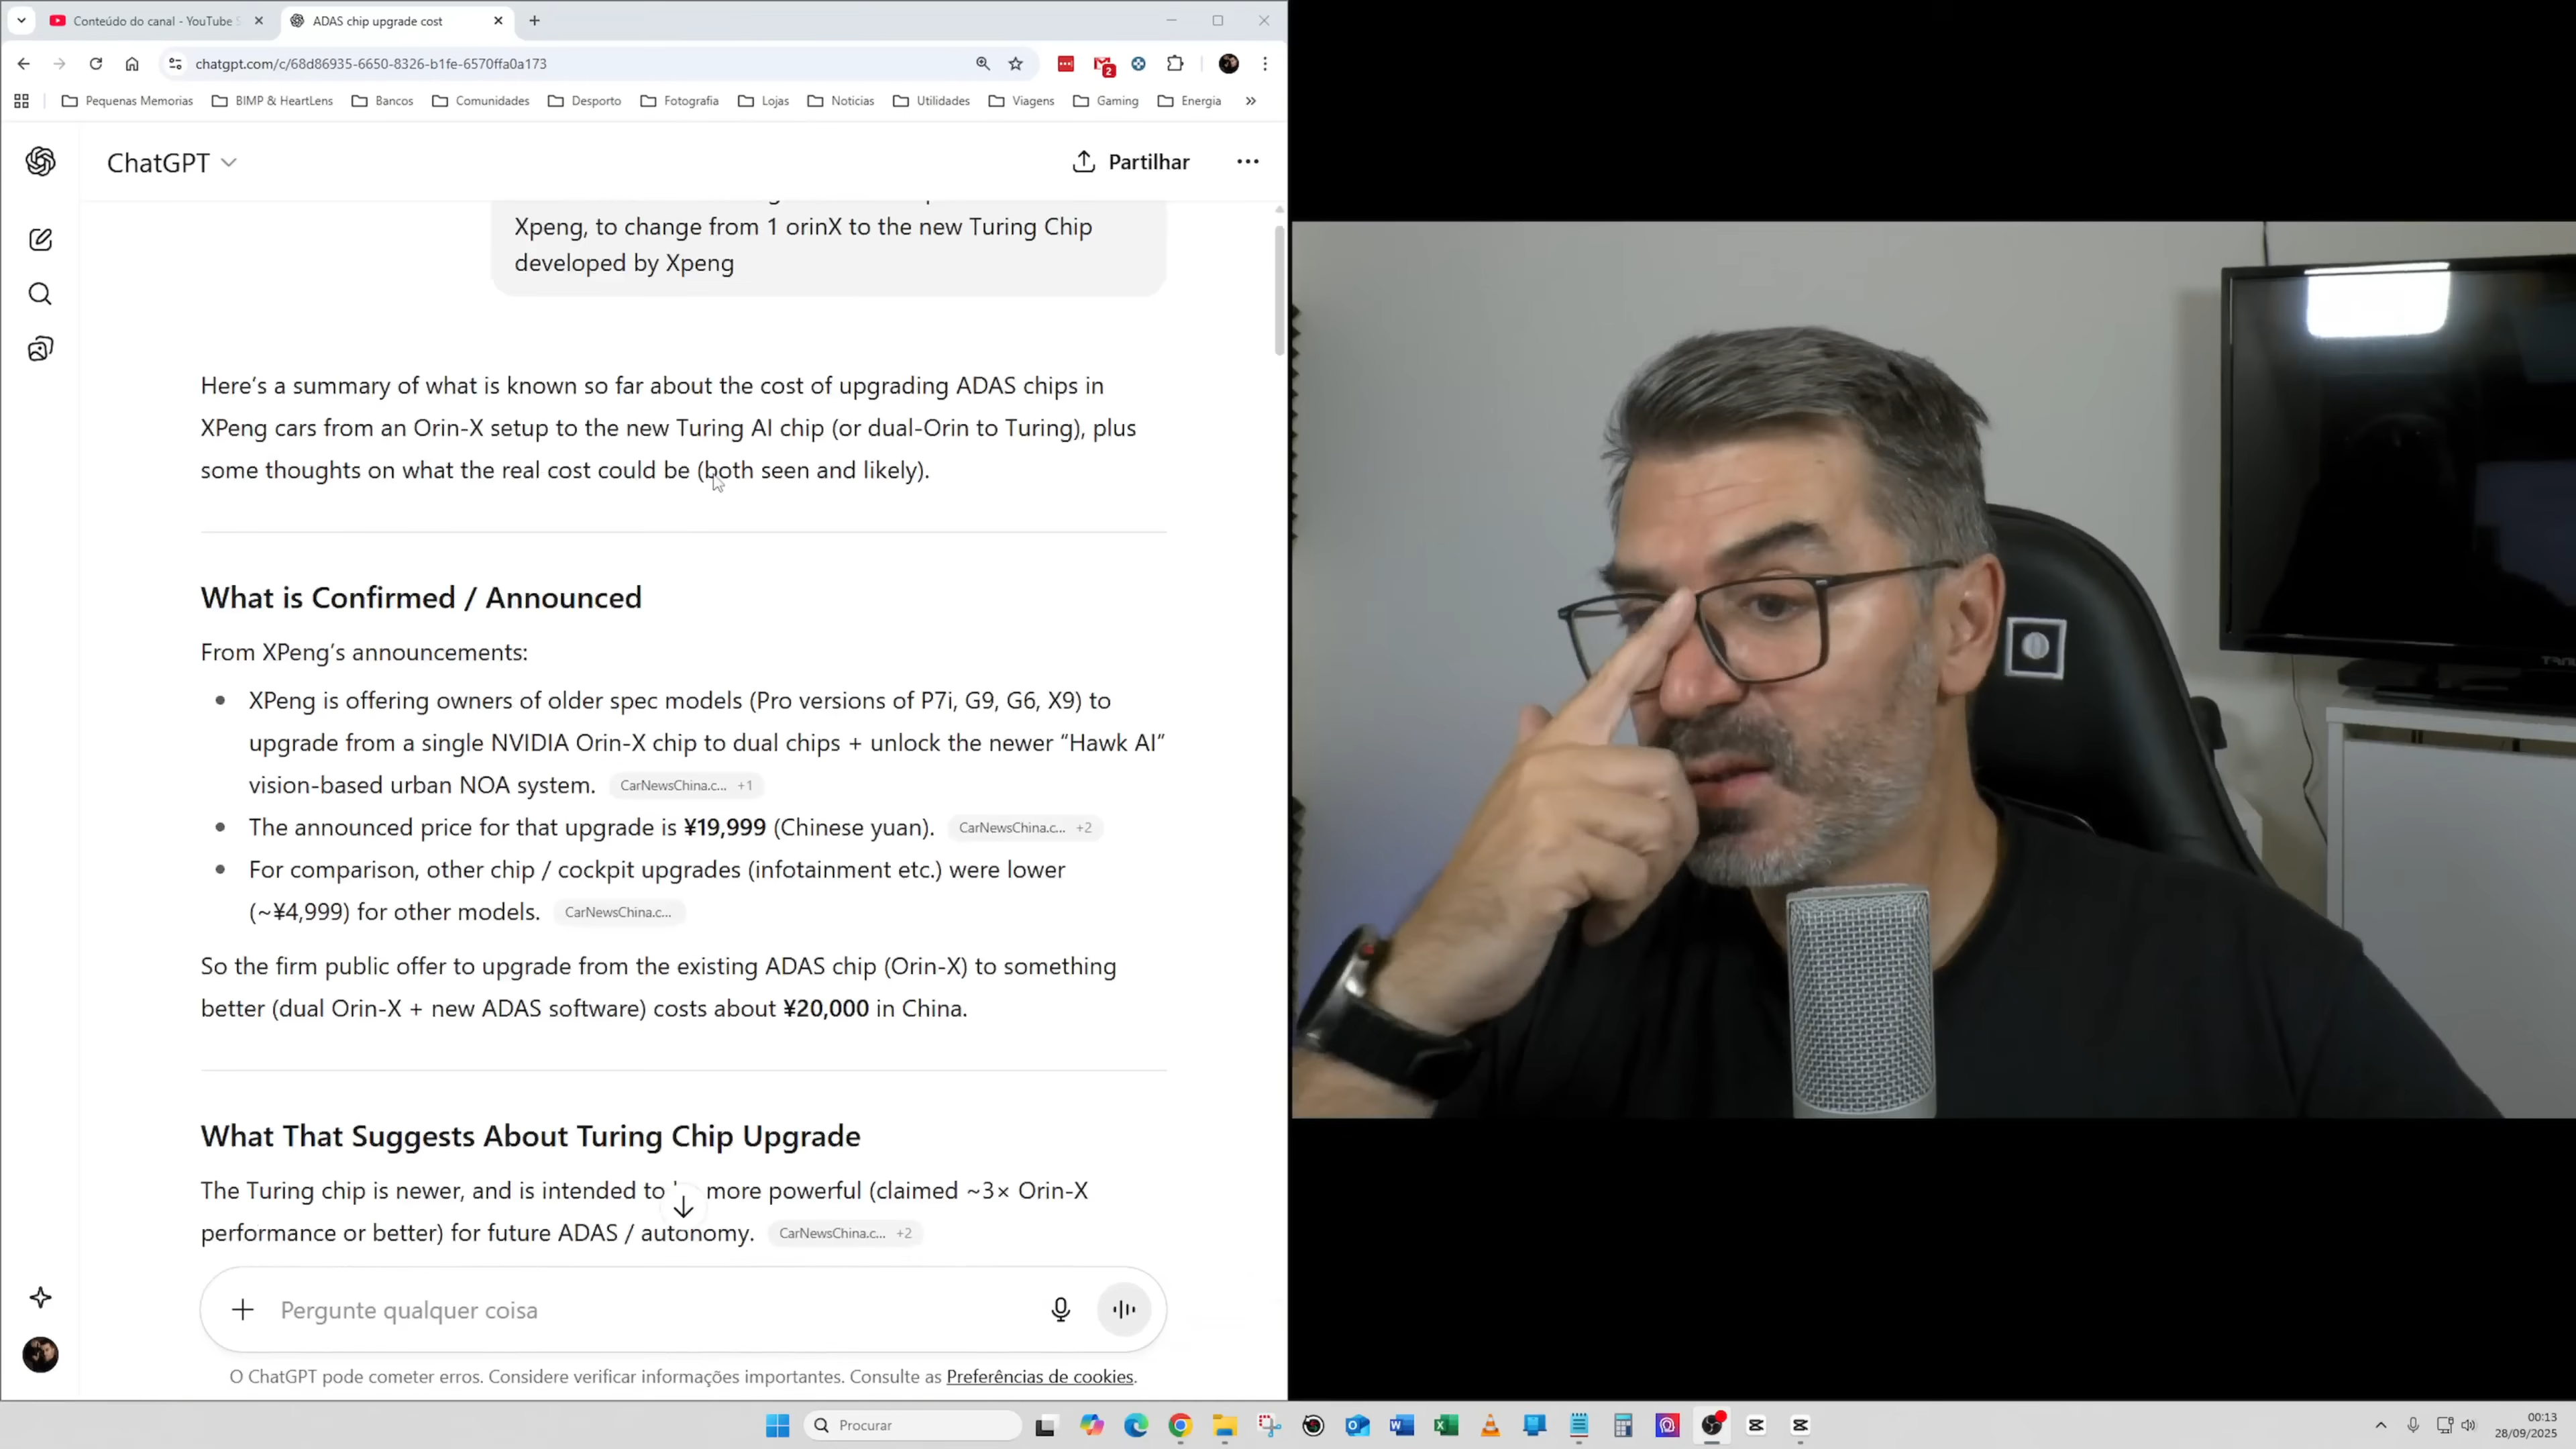 Conteúdo do canal - YouTube S
ADAS chip upgrade cost
chatgpt.com/c/68d86935-6650-8326-b1fe-6570ffa0a173
2
Pequenas Memorias
BIMP & HeartLens
Bancos
Comunidades
Desporto
Fotografia
Lojas
Noticias
Utilidades
Viagens
Gaming
Energia
ChatGPT
Partilhar
Xpeng, to change from 1 orinX to the new Turing Chip
developed by Xpeng
Here's a summary of what is known so far about the cost of upgrading ADAS chips in
XPeng cars from an Orin-X setup to the new Turing AI chip (or dual-Orin to Turing), plus
some thoughts on what the real cost could be (both seen and likely).
What is Confirmed / Announced
From XPeng's announcements:
XPeng is offering owners of older spec models (Pro versions of P7i, G9, G6, X9) to
upgrade from a single NVIDIA Orin-X chip to dual chips + unlock the newer “Hawk AI”
vision-based urban NOA system. CarNewsChina.c... +1
The announced price for that upgrade is ¥19,999 (Chinese yuan). CarNewsChina.c... +2
For comparison, other chip / cockpit upgrades (infotainment etc.) were lower
(~¥4,999) for other models. CarNewsChina.c...
So the firm public offer to upgrade from the existing ADAS chip (Orin-X) to something
better (dual Orin-X + new ADAS software) costs about ¥20,000 in China.
What That Suggests About Turing Chip Upgrade
The Turing chip is newer, and is intended to more powerful (claimed ~3× Orin-X
performance or better) for future ADAS / autonomy. CarNewsChina.c... +2
Pergunte qualquer coisa
O ChatGPT pode cometer erros. Considere verificar informações importantes. Consulte as Preferências de cookies.
Procurar
00:13
28/09/2025